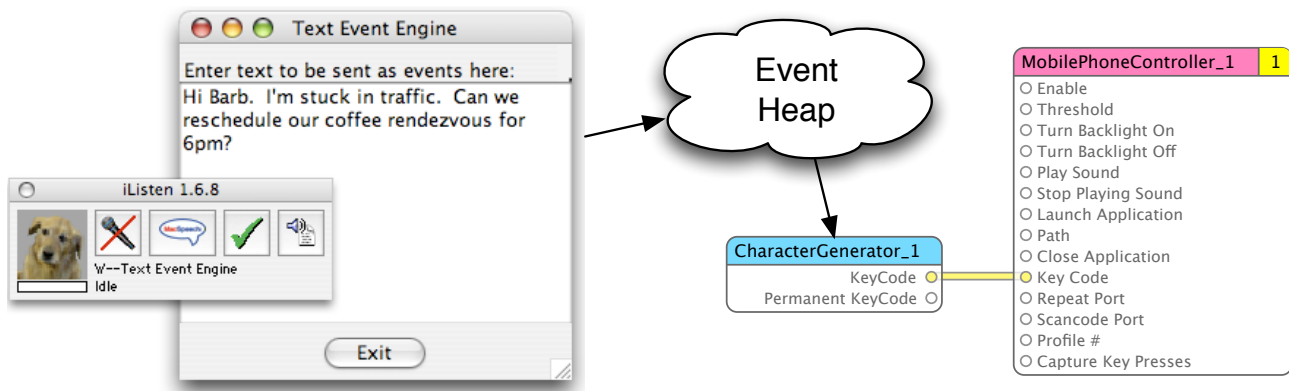 Text Event Engine
Enter text to be sent as events here:
Hi Barb.  I'm stuck in traffic.  Can we
reschedule our coffee rendezvous for
6pm?
iListen 1.6.8
MacSpeech
W--Text Event Engine
Idle
Exit
Event
Heap
CharacterGenerator_1
KeyCode
Permanent KeyCode
MobilePhoneController_1 1
Enable
Threshold
Turn Backlight On
Turn Backlight Off
Play Sound
Stop Playing Sound
Launch Application
Path
Close Application
Key Code
Repeat Port
Scancode Port
Profile #
Capture Key Presses